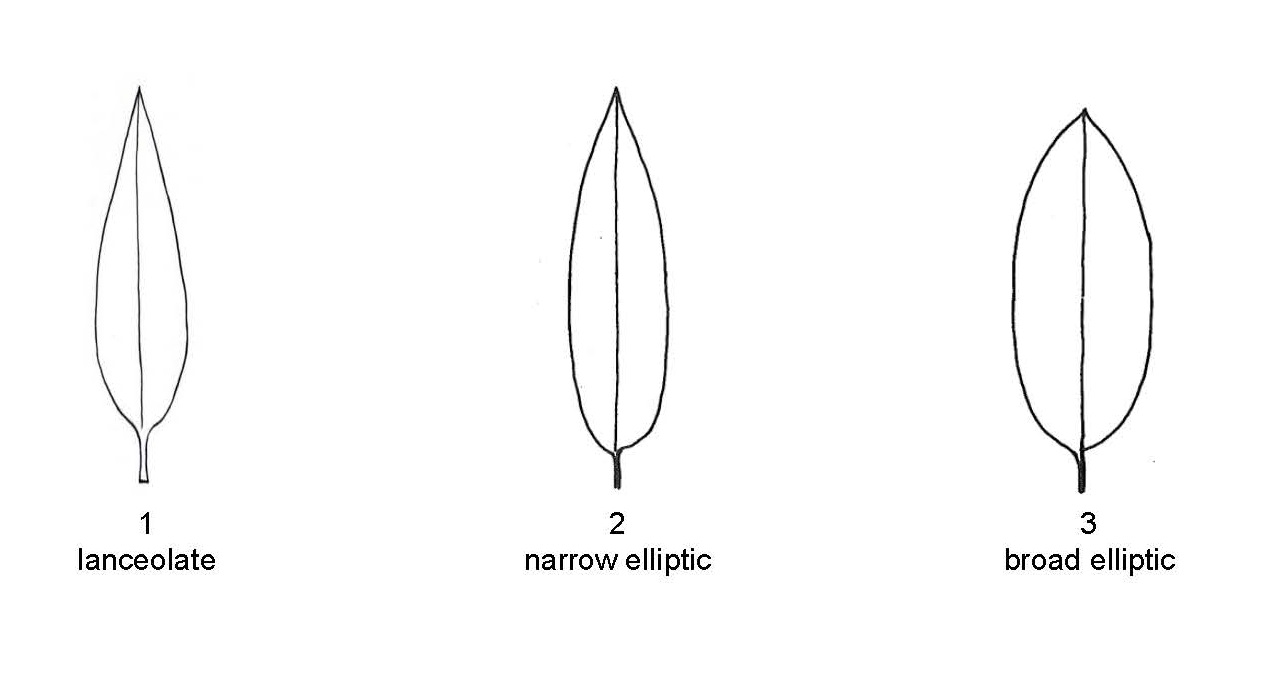 1
lanceolate
2
narrow elliptic
3
broad elliptic